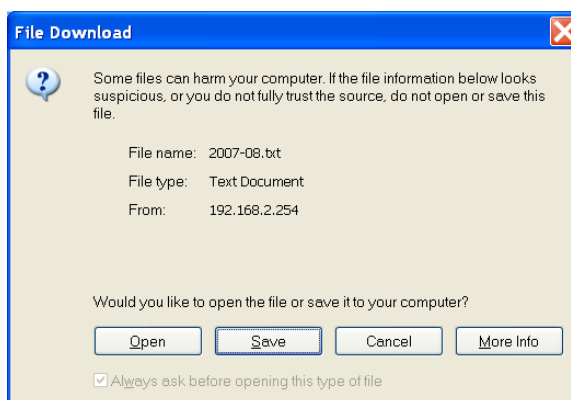 File Download
Some files can harm your computer. If the file information below looks
suspicious, or you do not fully trust the source, do not open or save this
file.
File name: 2007-08.txt
File type: Text Document
From: 192.168.2.254
Would you like to open the file or save it to your computer?
Open Save Cancel More Info
Always ask before opening this type of file